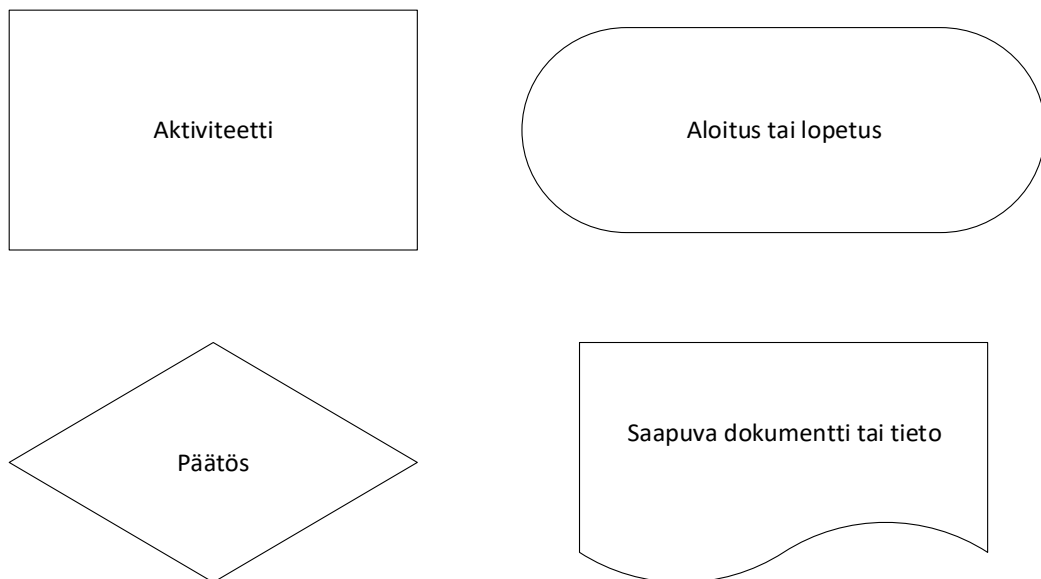 Aktiviteetti
Aloitus tai lopetus
Päätös
Saapuva dokumentti tai tieto